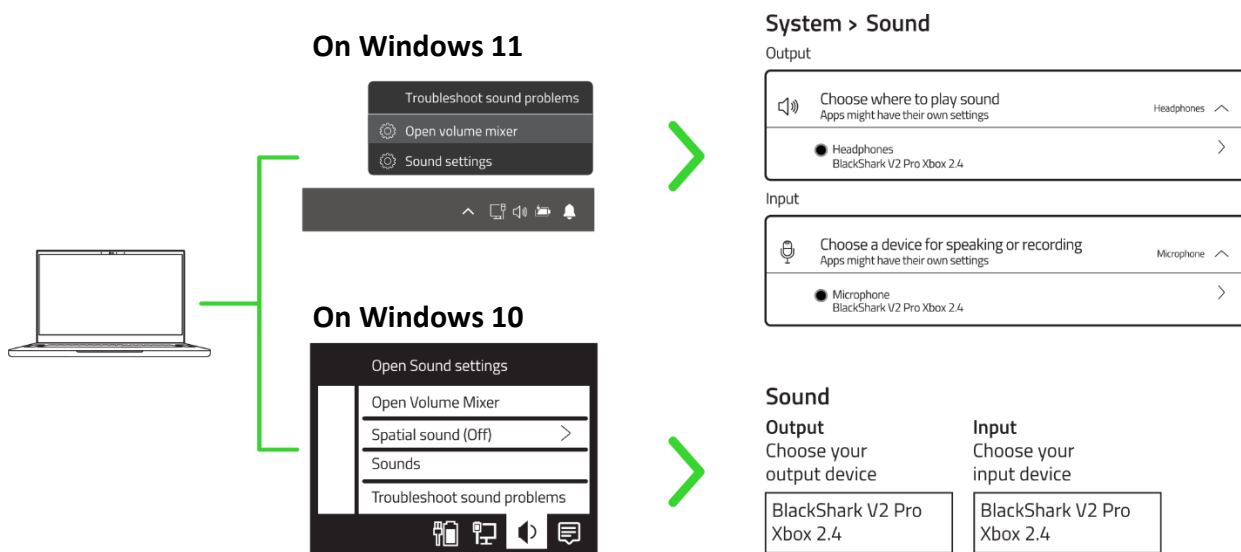 On Windows 11
Troubleshoot sound problems
Open volume mixer
Sound settings
System > Sound
Output
Choose where to play sound
Apps might have their own settings
Headphones
Headphones
BlackShark V2 Pro Xbox 2.4
Input
Choose a device for speaking or recording
Apps might have their own settings
Microphone
Microphone
BlackShark V2 Pro Xbox 2.4
On Windows 10
Open Sound settings
Open Volume Mixer
Spatial sound (Off)
Sounds
Troubleshoot sound problems
Sound
Output
Choose your
output device
BlackShark V2 Pro
Xbox 2.4
Input
Choose your
input device
BlackShark V2 Pro
Xbox 2.4